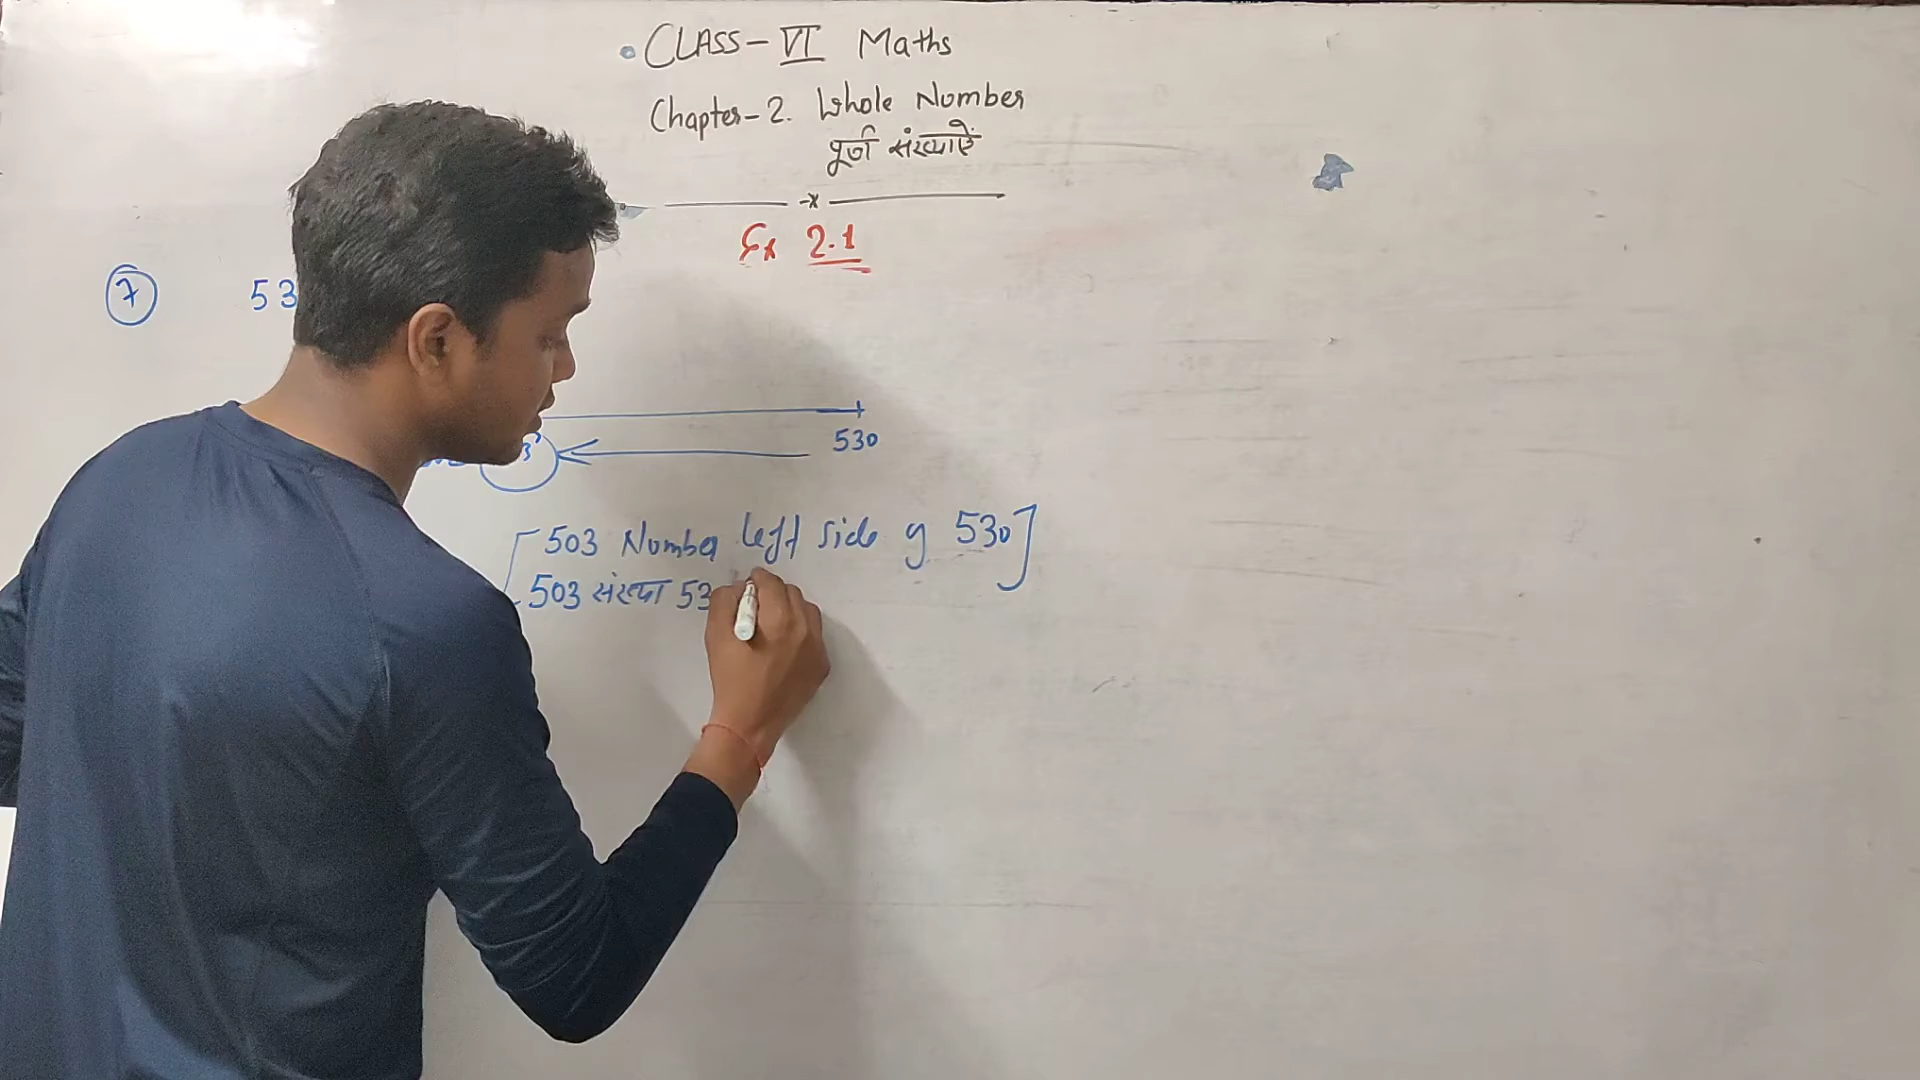 CLASS-VI Maths
Chapter-2. Whole Number
पूर्ण संख्याऐं
Ex 2.1
7 53
530
503 Number left side of 530
503 संख्या 53